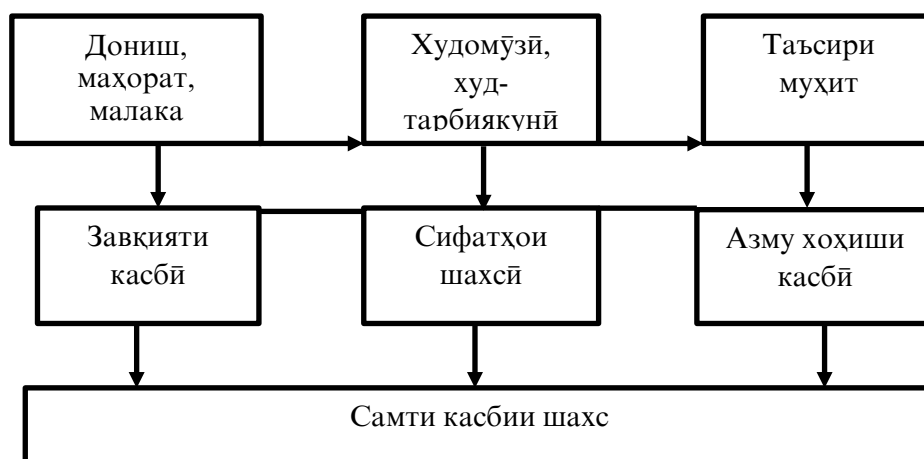 Дониш,
маҳорат,
малака
Худомӯзӣ,
худ-
тарбиякунӣ
Таъсири
муҳит
Завқияти
касбӣ
Сифатҳои
шахсӣ
Азму хоҳиши
касбӣ
Самти касбии шахс